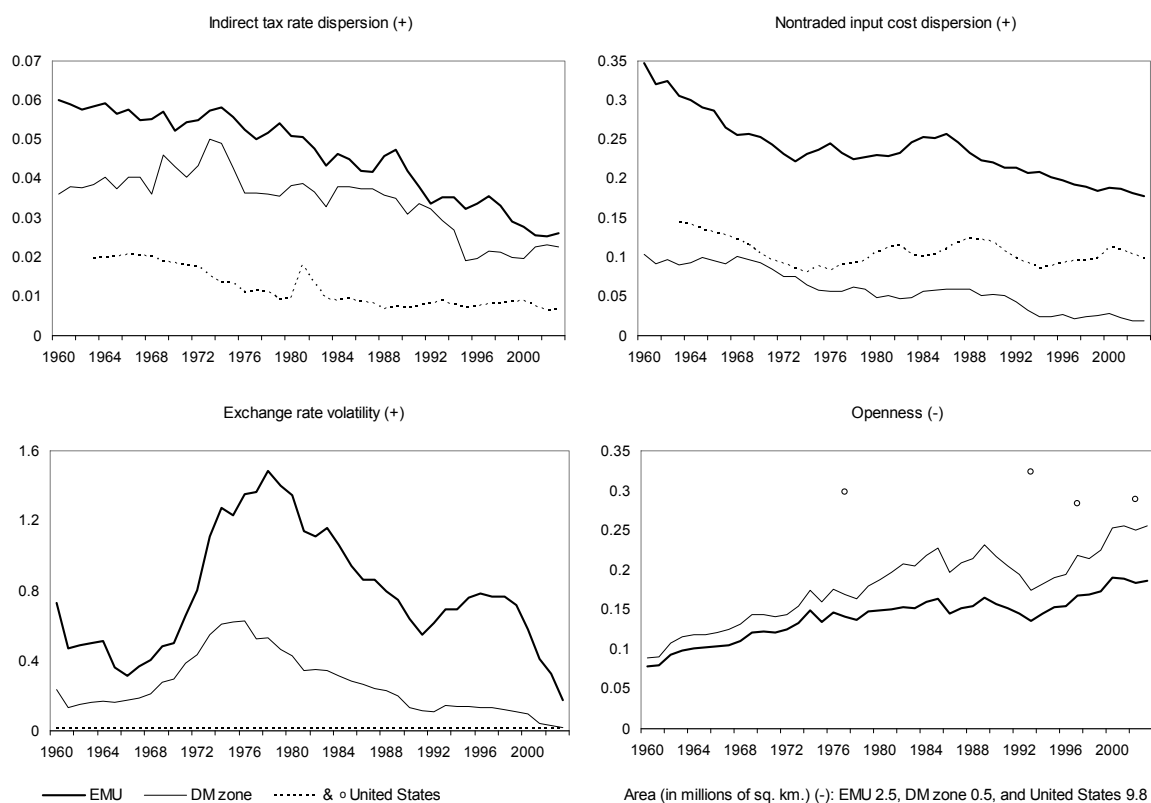 Indirect tax rate dispersion (+)
0.07
0.06
0.05
0.04
0.03
0.02
0.01
0
1960 1964 1968 1972 1976 1980 1984 1988 1992 1996 2000
Nontraded input cost dispersion (+)
0.35
0.3
0.25
0.2
0.15
0.1
0.05
0
1960 1964 1968 1972 1976 1980 1984 1988 1992 1996 2000
Exchange rate volatility (+)
1.6
1.2
0.8
0.4
0
1960 1964 1968 1972 1976 1980 1984 1988 1992 1996 2000
Openness (-)
0.35
0.3
0.25
0.2
0.15
0.1
0.05
0
1960 1964 1968 1972 1976 1980 1984 1988 1992 1996 2000
EMU DM zone & o United States
Area (in millions of sq. km.) (-): EMU 2.5, DM zone 0.5, and United States 9.8